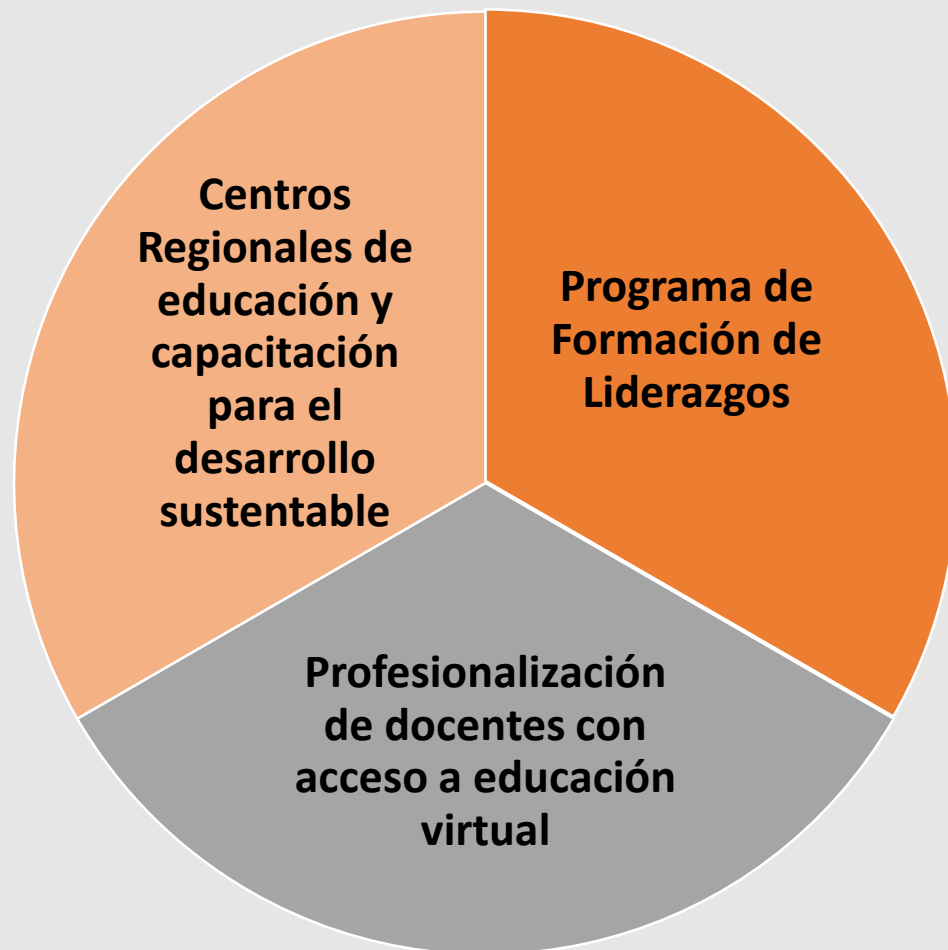 Centros
Regionales de
educación y
capacitación
para el
desarrollo
sustentable
Programa de
Formación de
Liderazgos
Profesionalización
de docentes con
acceso a educación
virtual